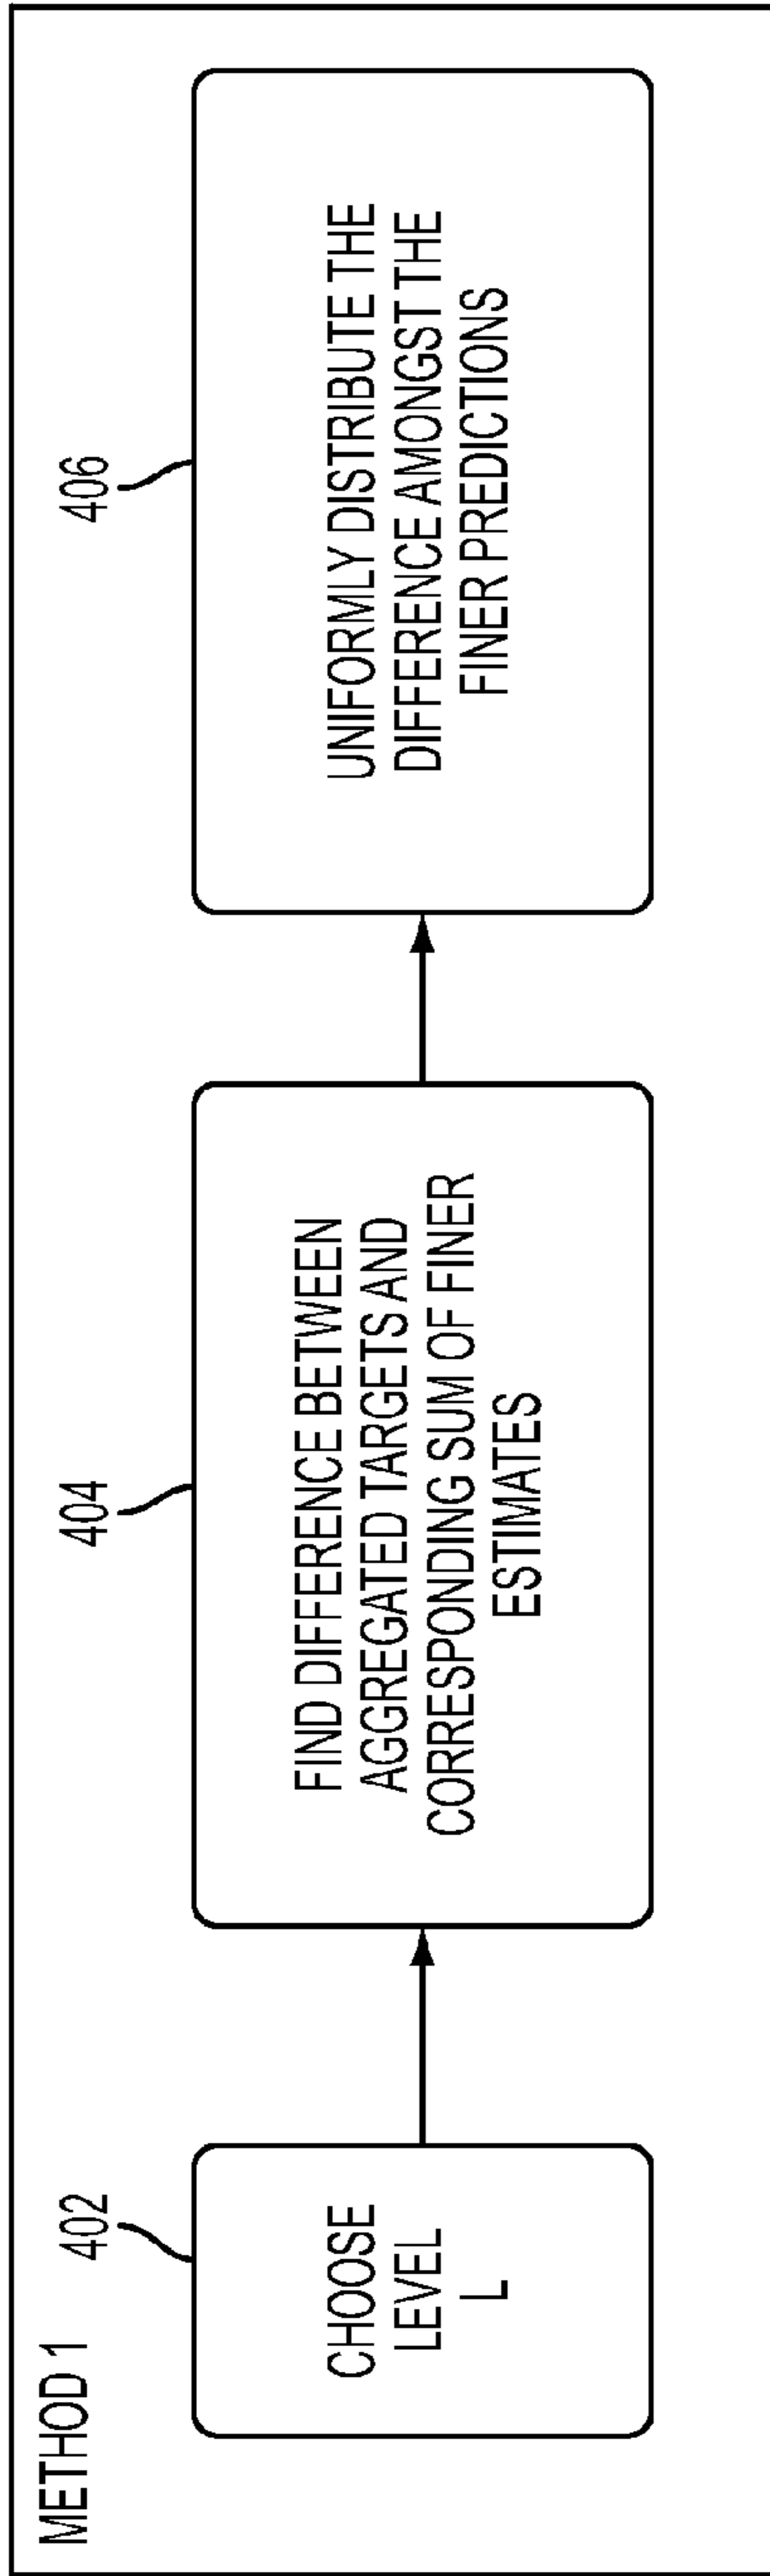 METHOD 1
402
CHOOSE
LEVEL
L
404
FIND DIFFERENCE BETWEEN
AGGREGATED TARGETS AND
CORRESPONDING SUM OF FINER
ESTIMATES
406
UNIFORMLY DISTRIBUTE THE
DIFFERENCE AMONGST THE
FINER PREDICTIONS